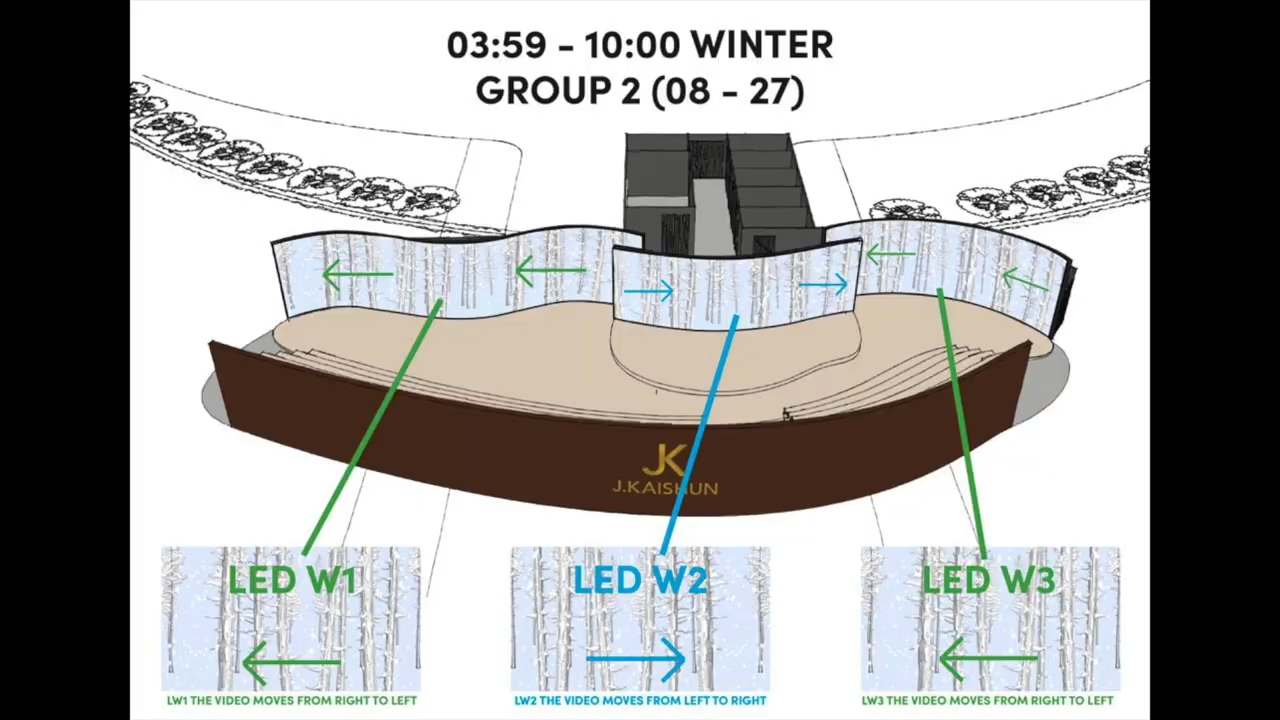 03:59 - 10:00 WINTER
GROUP 2 (08 - 27)
JK
J.KAISHUN
LED W1
LED W2
LED W3
LW1 THE VIDEO MOVES FROM RIGHT TO LEFT
LW2 THE VIDEO MOVES FROM LEFT TO RIGHT
LW3 THE VIDEO MOVES FROM RIGHT TO LEFT